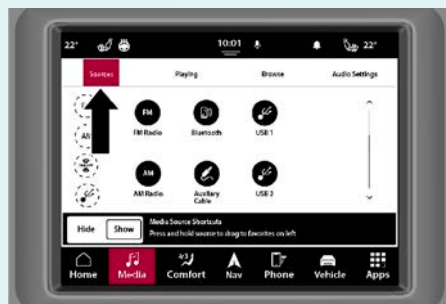 22° 10:01 22°
Sources Playing Browse Audio Settings
FM
FM Radio Bluetooth USB 1
AM
AM Radio Auxiliary USB 2
Cable
Hide Show Media Source Shortcuts
Press and hold source to drag to favorites on left
Home Media Comfort Nav Phone Vehicle Apps